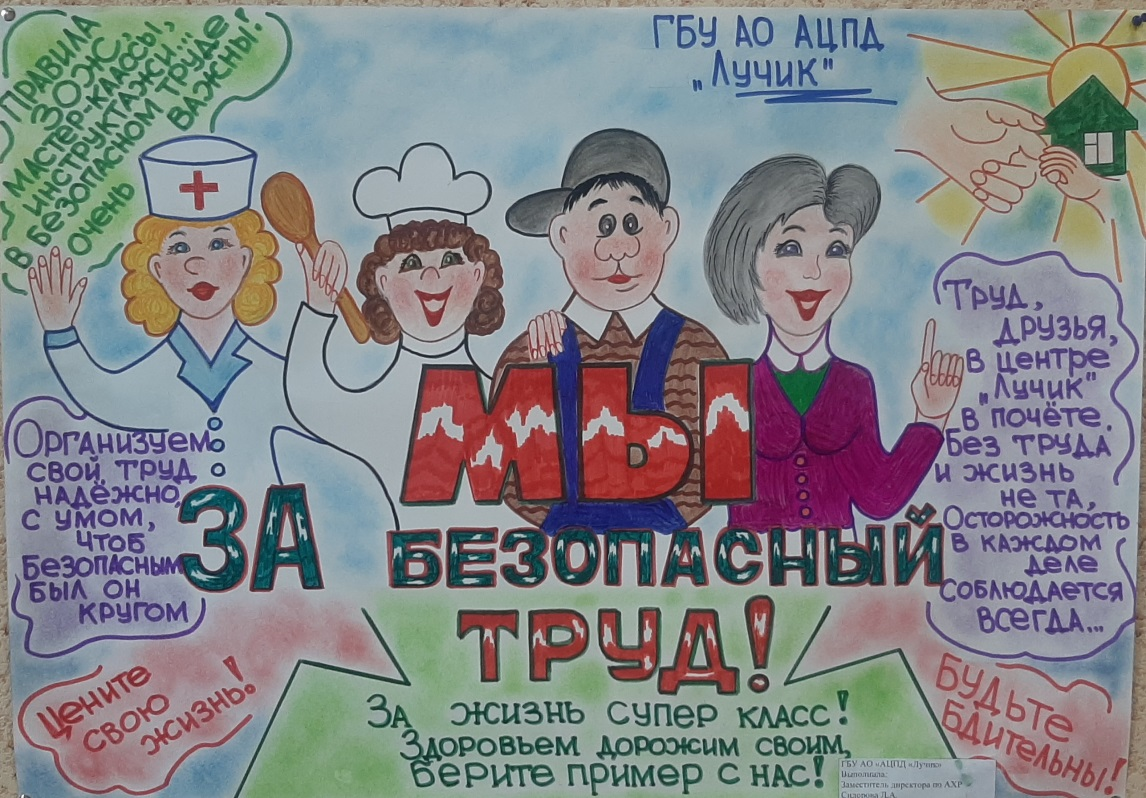 ПРАВИЛА
ЗОЖ,
МАСТЕР-КЛАССЫ,
ИНСТРУКТАЖИ...
В БЕЗОПАСНОМ ТРУДЕ
ОЧЕНЬ ВАЖНЫ!
ГБУ АО АЦПД
„Лучик"
Труд,
друзья,
в центре
„Лучик"
в почёте.
Без труда
и жизнь
не та,
Осторожность
в каждом
деле
Соблюдается
всегда...
Организуем
свой труд
надёжно,
с умом,
чтоб
Безопасным
был он
кругом
МЫ
ЗА БЕЗОПАСНЫЙ
ТРУД!
Цените
свою
жизнь!
За жизнь супер класс!
Здоровьем дорожим своим,
берите пример с нас!
Будьте
бдительны!
ГБУ АО «АЦПД «Лучик»
Выполнила:
Заместитель директора по АХР
Сидорова Л.А.